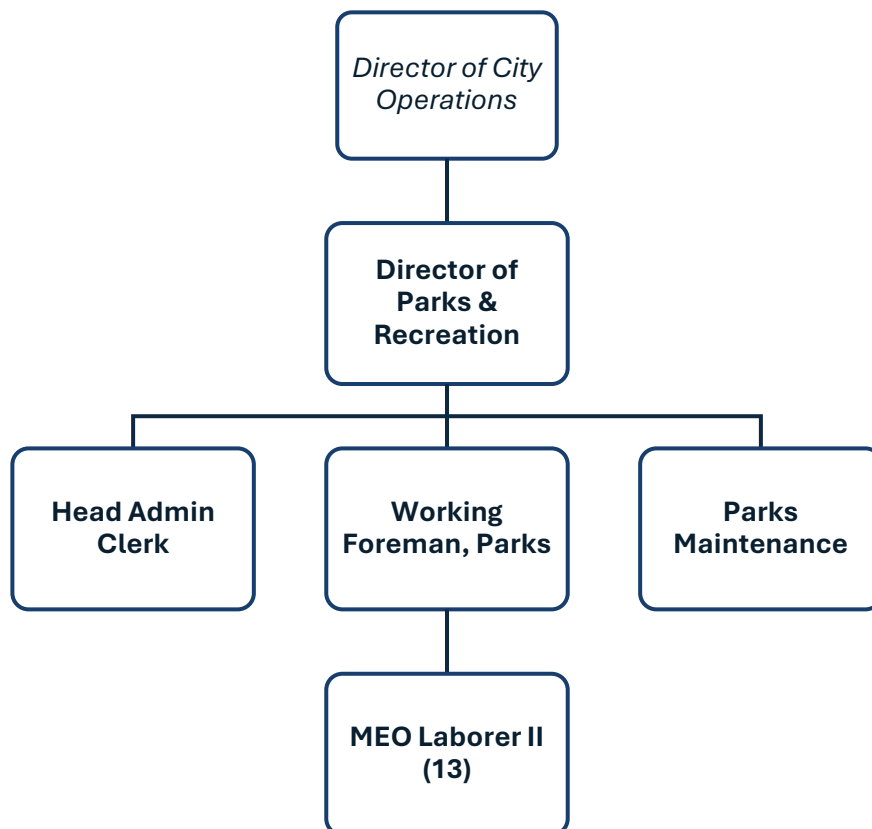 Director of City
Operations
Director of
Parks &
Recreation
Head Admin
Clerk
Working
Foreman, Parks
Parks
Maintenance
MEO Laborer II
(13)